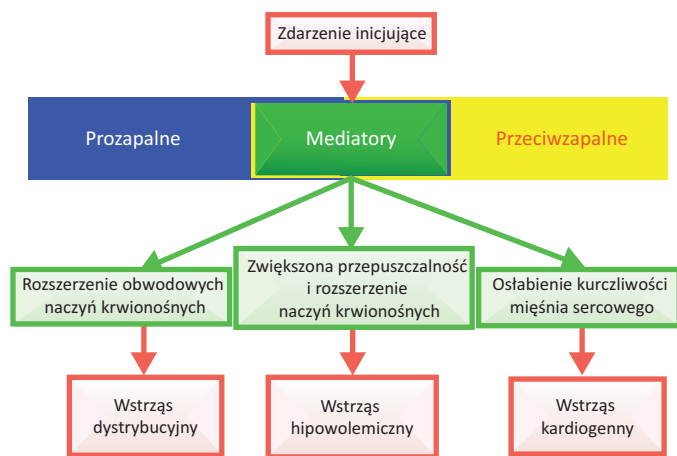 Zdarzenie inicjujące
Prozapalne
Mediatory
Przeciwzapalne
Rozszerzenie obwodowych
naczyń krwionośnych
Zwiększona przepuszczalność
i rozszerzenie
naczyń krwionośnych
Osłabienie kurczliwości
mięśnia sercowego
Wstrząs
dystrybucyjny
Wstrząs
hipowolemiczny
Wstrząs
kardiogenny